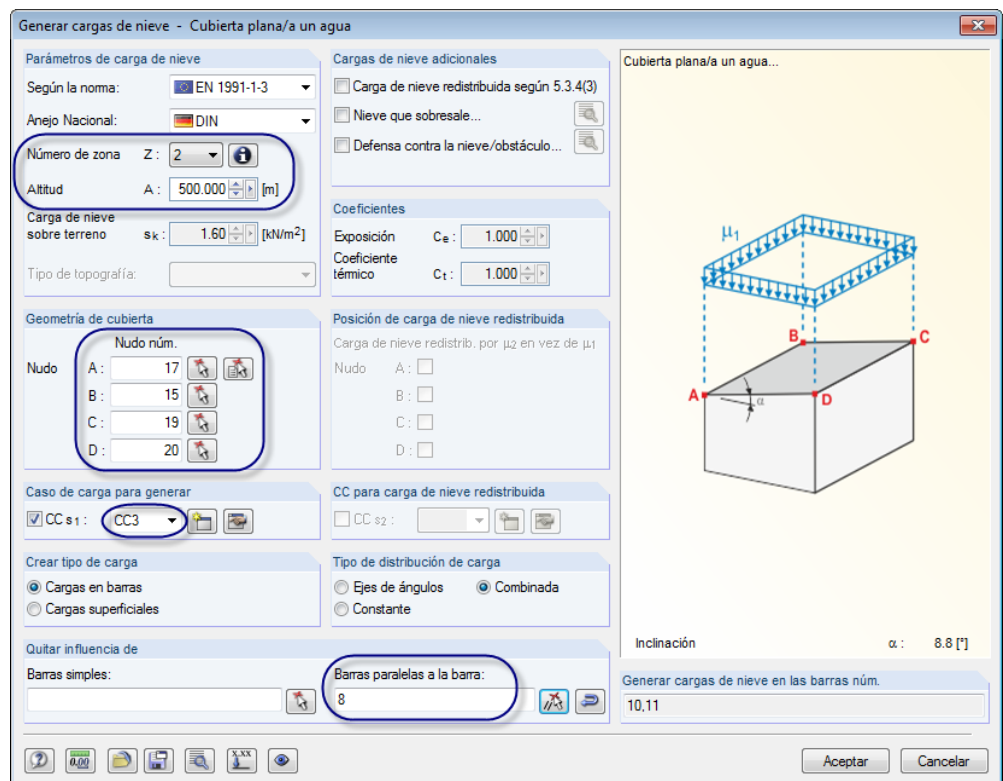 Generar cargas de nieve - Cubierta plana/a un agua
Parámetros de carga de nieve
Según la norma: EN 1991-1-3
Anejo Nacional: DIN
Número de zona Z : 2
Altitud A : 500.000 [m]
Carga de nieve
sobre terreno sk : 1.60 [kN/m2]
Tipo de topografía:
Cargas de nieve adicionales
Carga de nieve redistribuida según 5.3.4(3)
Nieve que sobresale...
Defensa contra la nieve/obstáculo...
Coeficientes
Exposición Ce : 1.000
Coeficiente
térmico Ct : 1.000
Geometría de cubierta
Nudo núm.
Nudo A : 17
B : 15
C : 19
D : 20
Posición de carga de nieve redistribuida
Carga de nieve redistrib. por μ2 en vez de μ1
Nudo A :
B :
C :
D :
Caso de carga para generar
CC s1 : CC3
CC para carga de nieve redistribuida
CC s2 :
Crear tipo de carga
Cargas en barras
Cargas superficiales
Tipo de distribución de carga
Ejes de ángulos Combinada
Constante
Quitar influencia de
Barras simples:
Barras paralelas a la barra:
8
Cubierta plana/a un agua...
μ1
B
C
A
α
D
Inclinación α : 8.8 [°]
Generar cargas de nieve en las barras núm.
10,11
0.00
X.XX
Aceptar Cancelar